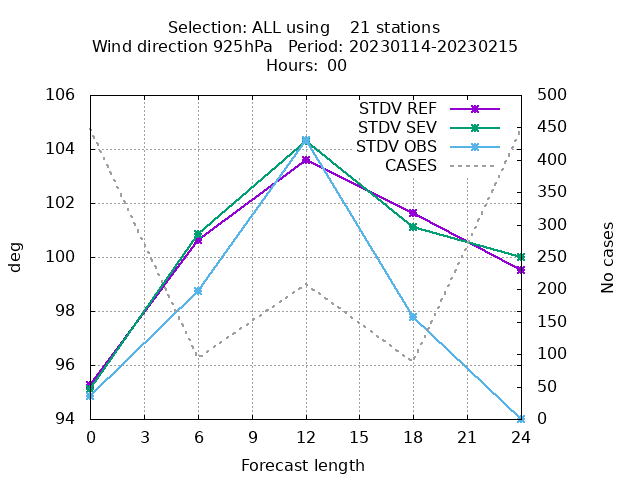 Selection: ALL using    21 stations
Wind direction 925hPa   Period: 20230114-20230215
Hours: 00
106
104
102
100
98
96
94
deg
STDV REF
STDV SEV
STDV OBS
CASES
500
450
400
350
300
250
200
150
100
50
0
No cases
0 3 6 9 12 15 18 21 24
Forecast length